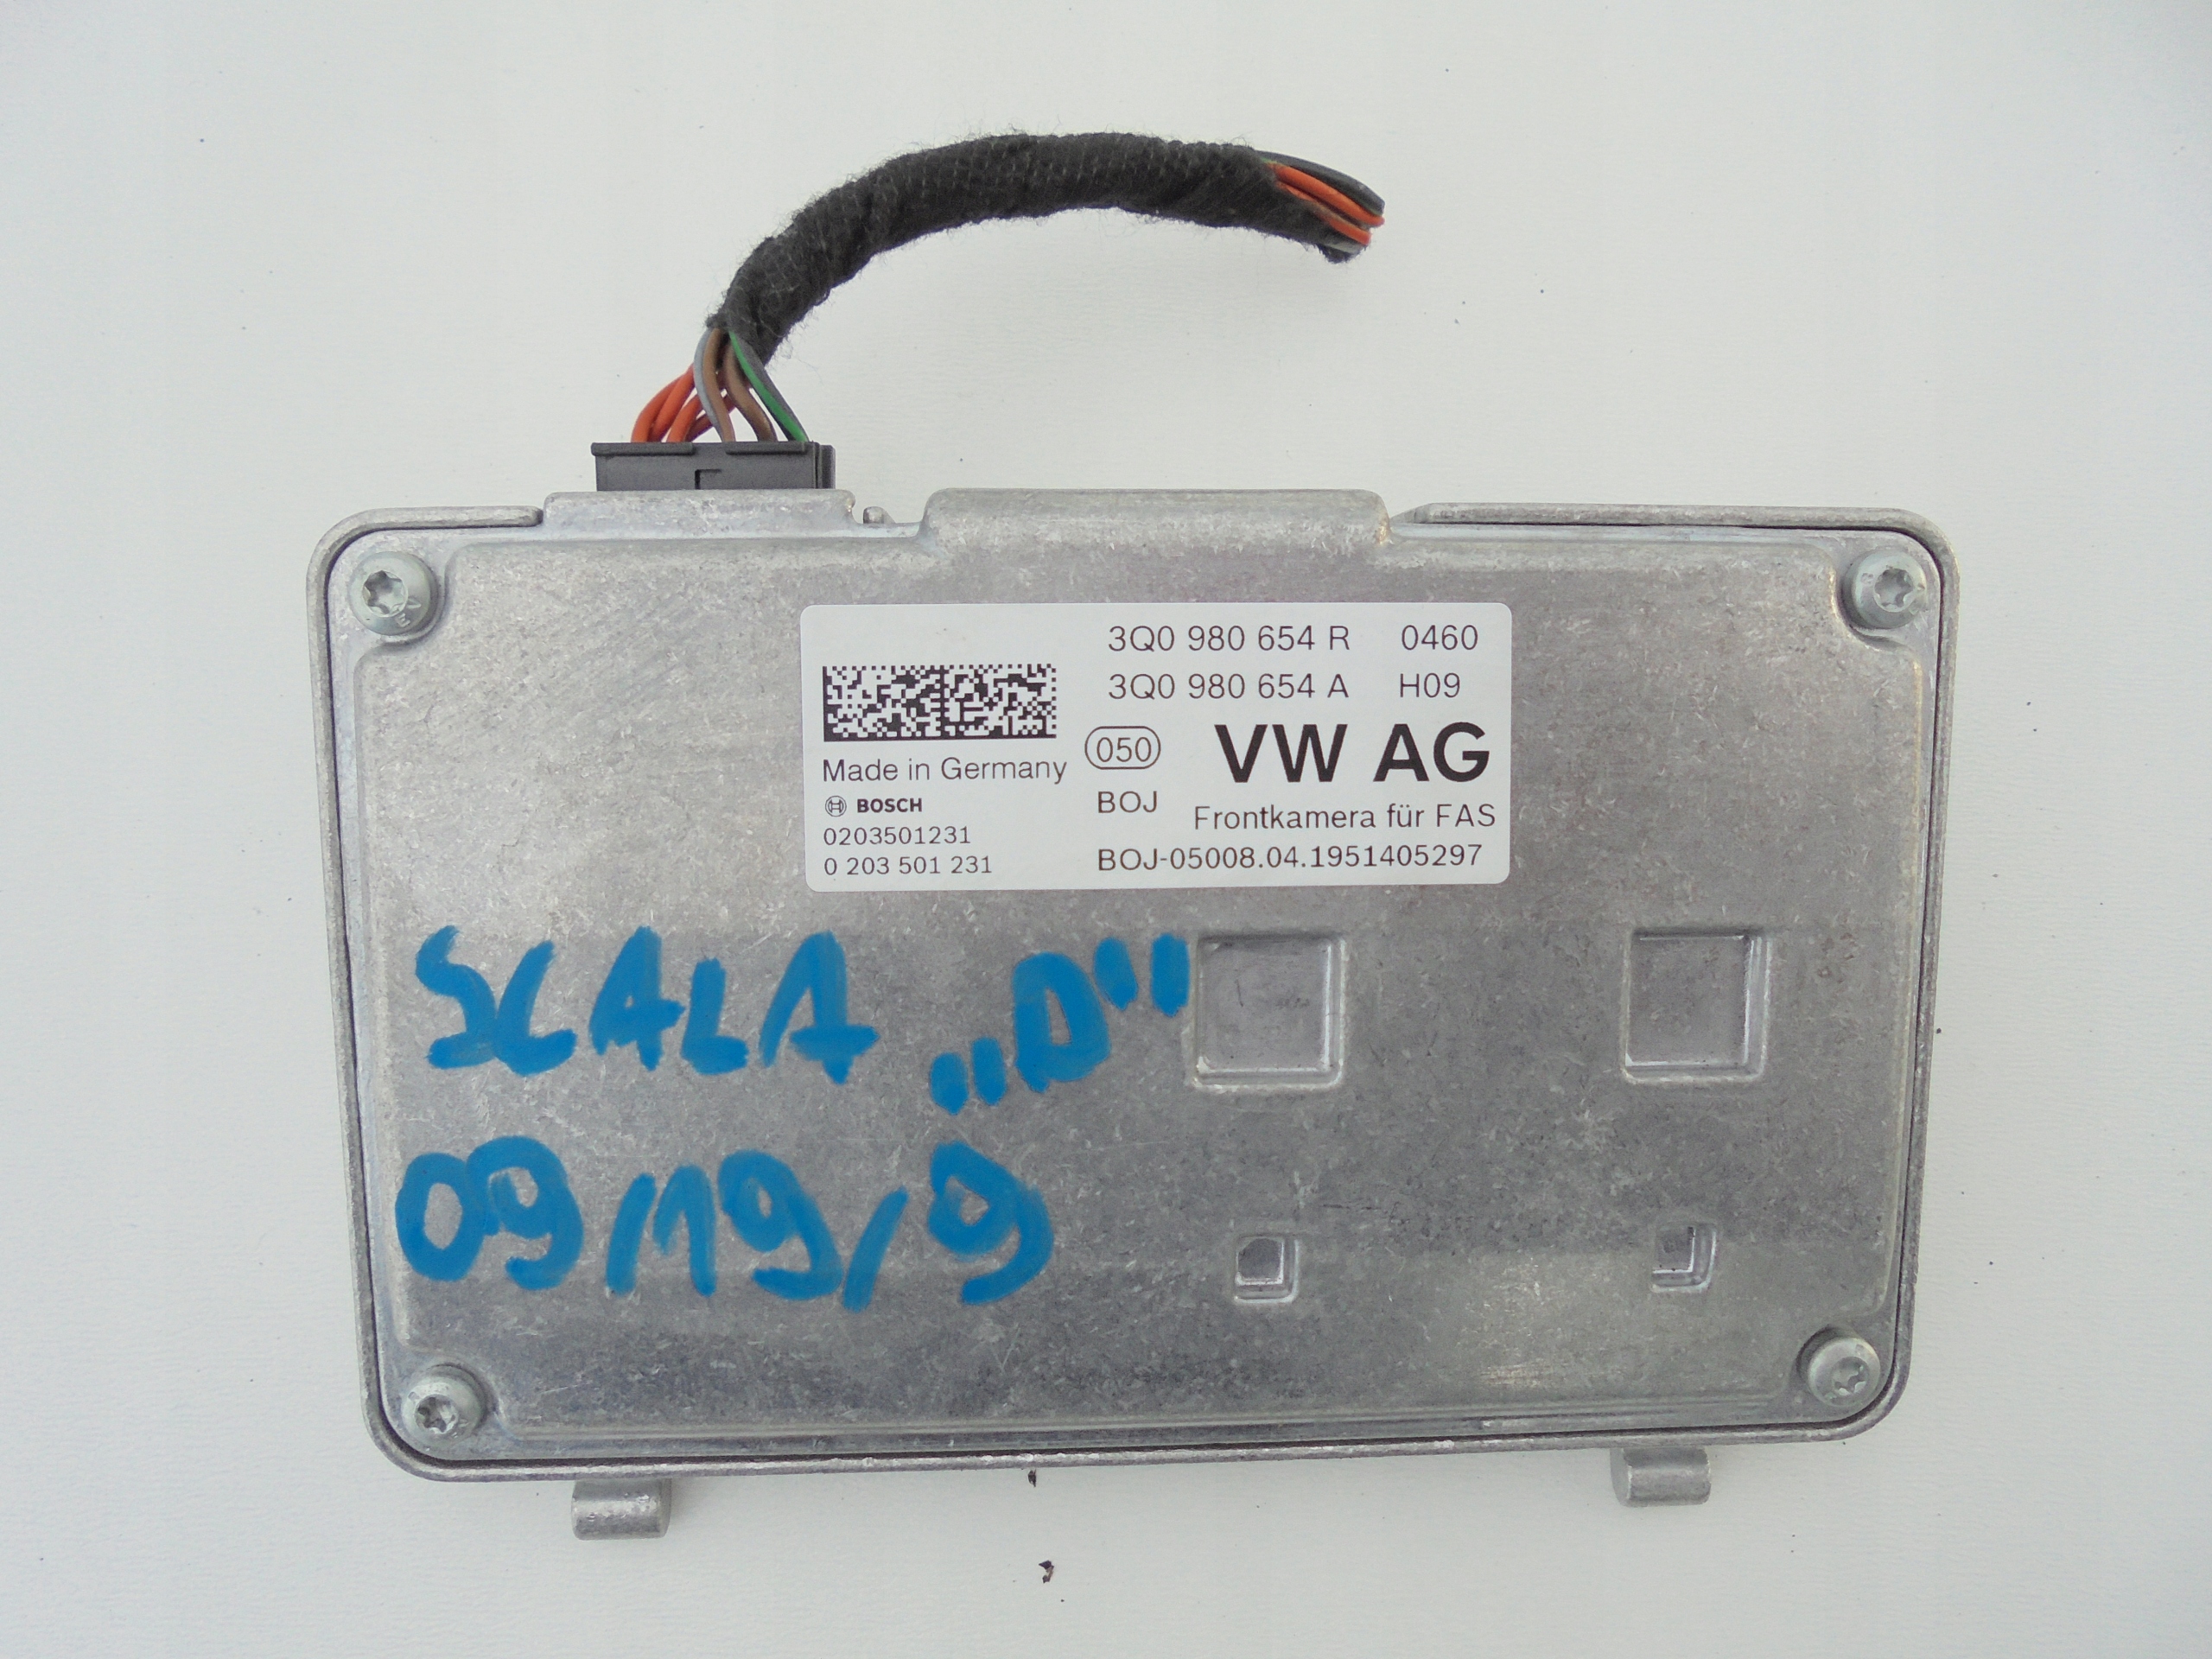 3Q0 980 654 R 0460
3Q0 980 654 A H09
050 VW AG
Made in Germany
BOSCH
BOJ Frontkamera für FAS
0203501231
0 203 501 231
BOJ-05008.04.1951405297
SCALA „D"
09/19/9